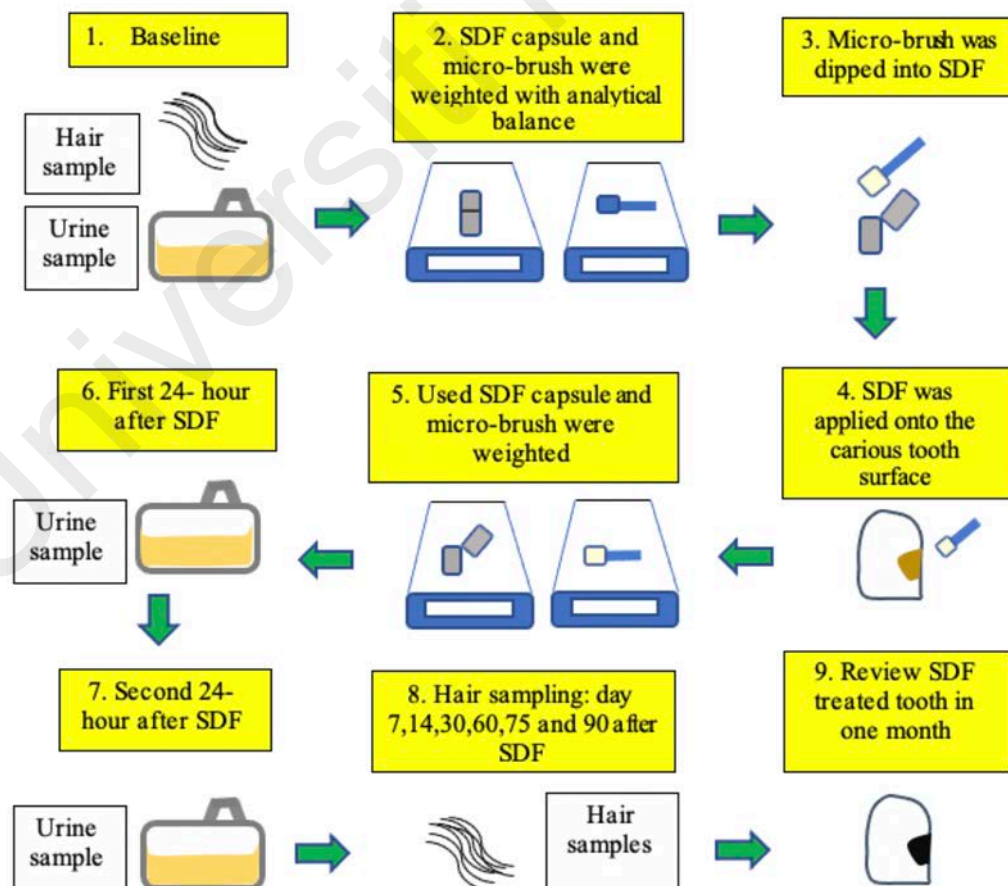 1. Baseline
Hair
sample
Urine
sample
2. SDF capsule and
micro-brush were
weighted with analytical
balance
3. Micro-brush was
dipped into SDF
4. SDF was
applied onto the
carious tooth
surface
5. Used SDF capsule and
micro-brush were
weighted
6. First 24- hour
after SDF
Urine
sample
7. Second 24-
hour after SDF
Urine
sample
8. Hair sampling: day
7,14,30,60,75 and 90 after
SDF
Hair
samples
9. Review SDF
treated tooth in
one month